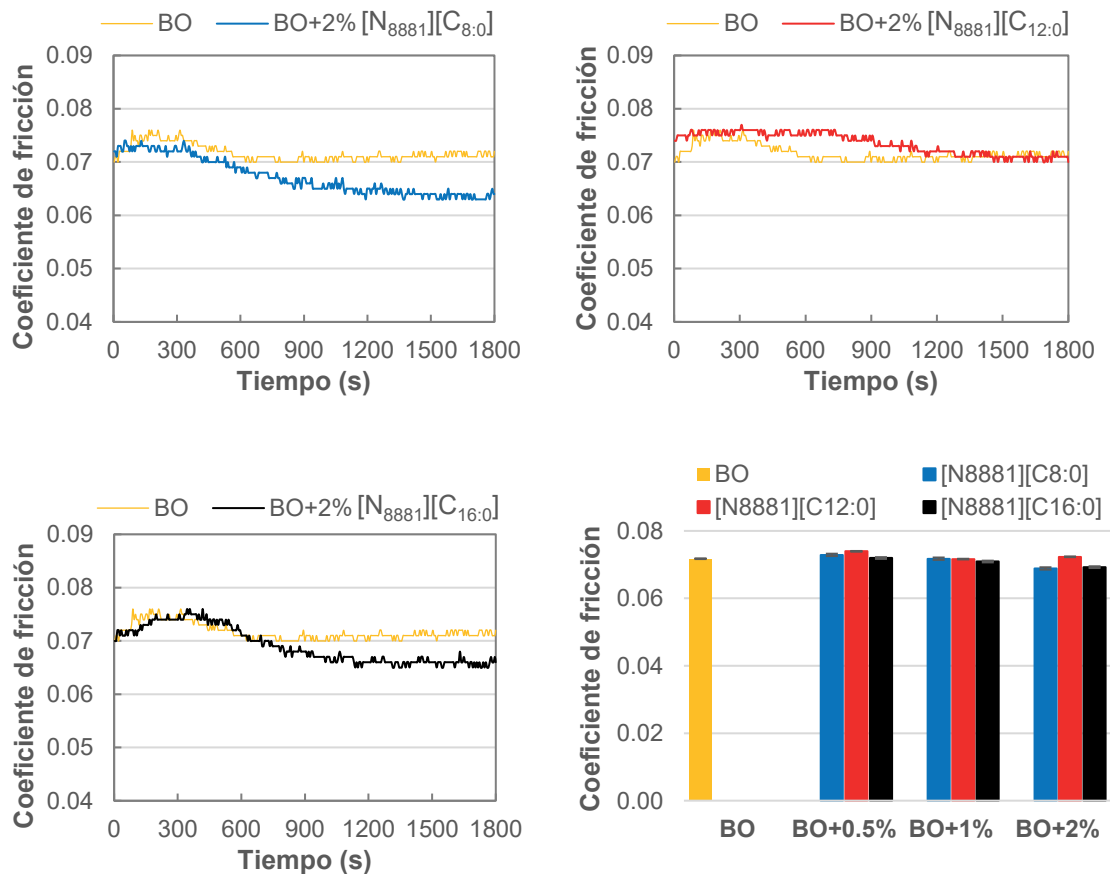 BO BO+2% [N8881][C8:0]
Coeficiente de fricción
0.09
0.08
0.07
0.06
0.05
0.04
0 300 600 900 1200 1500 1800
Tiempo (s)
BO BO+2% [N8881][C12:0]
Coeficiente de fricción
0.09
0.08
0.07
0.06
0.05
0.04
0 300 600 900 1200 1500 1800
Tiempo (s)
BO BO+2% [N8881][C16:0]
Coeficiente de fricción
0.09
0.08
0.07
0.06
0.05
0.04
0 300 600 900 1200 1500 1800
Tiempo (s)
BO [N8881][C8:0]
[N8881][C12:0] [N8881][C16:0]
Coeficiente de fricción
0.08
0.06
0.04
0.02
0.00
BO BO+0.5% BO+1% BO+2%